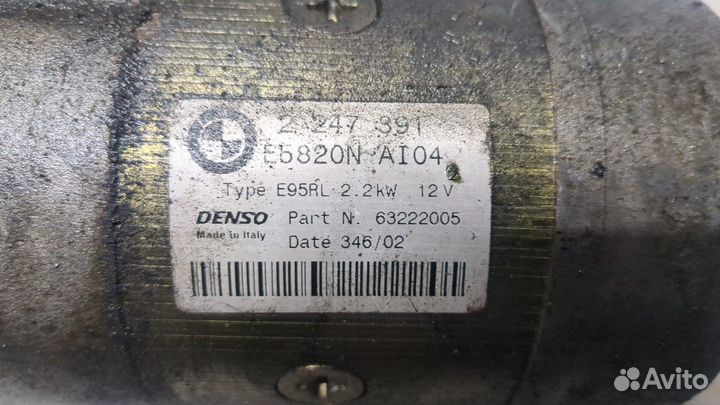 2 247 391
E5820N AI04
Type E95RL 2.2kW 12V
DENSO Part N. 63222005
Made in Italy
Date 346/02
Avito